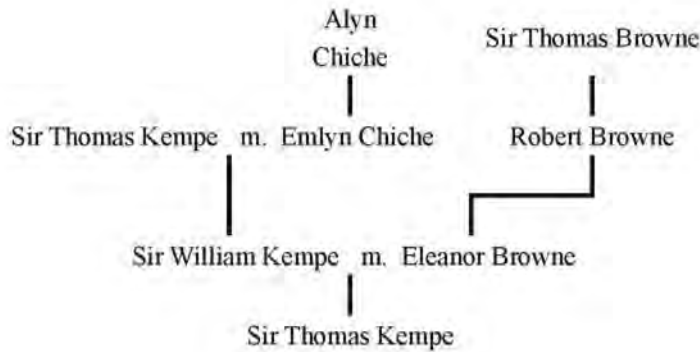 Alyn
Chiche
Sir Thomas Browne
Sir Thomas Kempe m. Emlyn Chiche
Robert Browne
Sir William Kempe m. Eleanor Browne
Sir Thomas Kempe